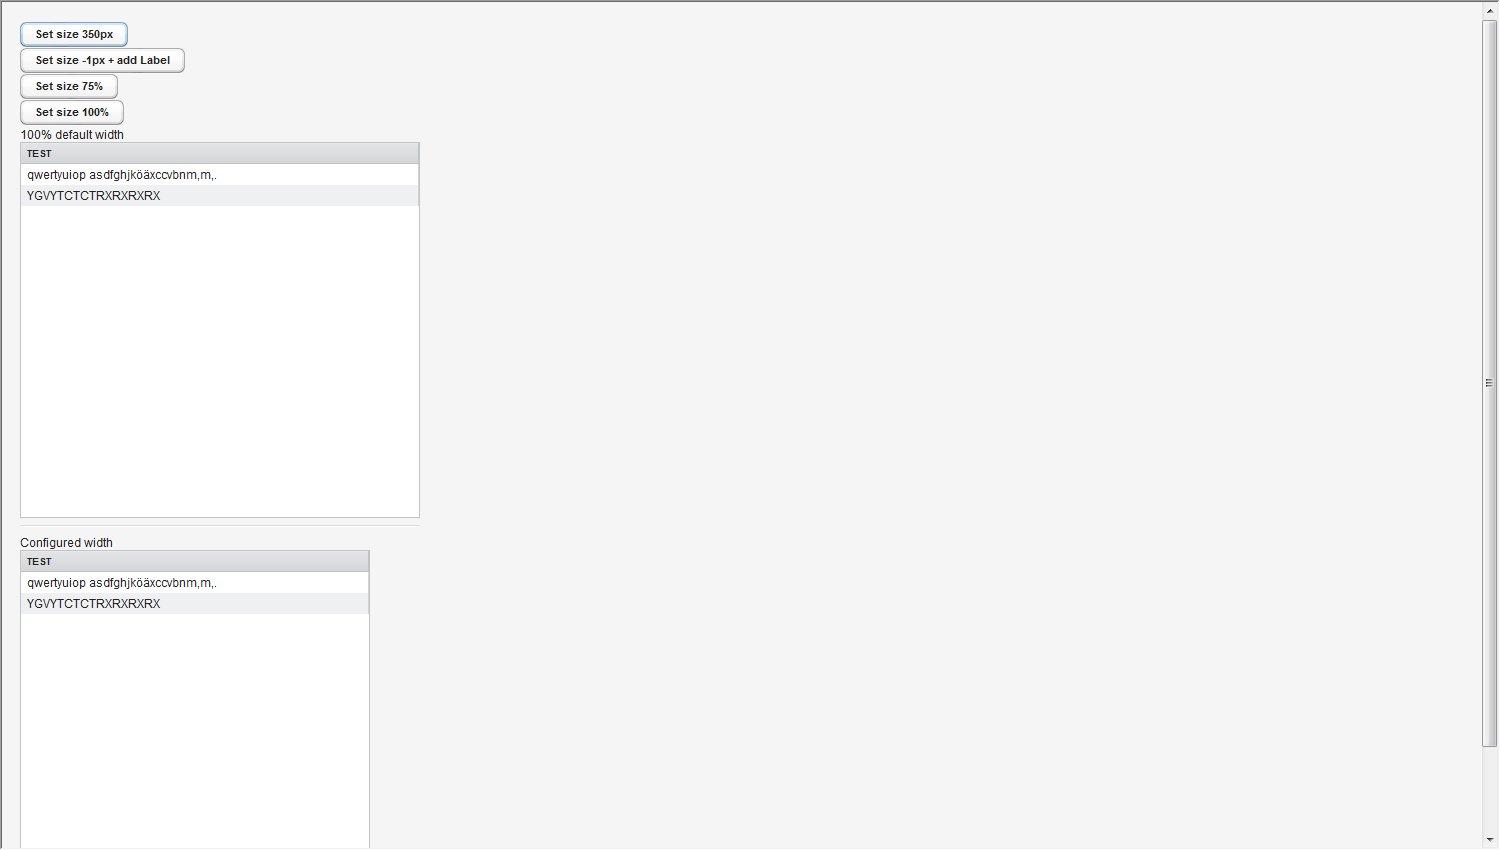 Set size 350px
Set size -1px + add Label
Set size 75%
Set size 100%
100% default width
TEST
qwertyuiop asdfghjköäxccvbnm,m,.
YGVYTCTCTRXRXRXRX
Configured width
TEST
qwertyuiop asdfghjköäxccvbnm,m,.
YGVYTCTCTRXRXRXRX